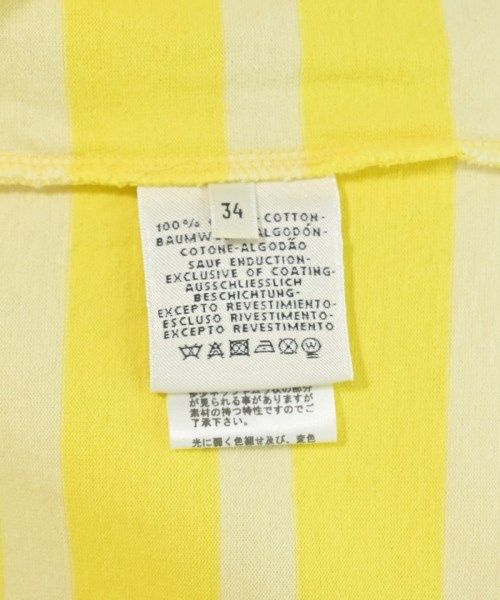 34
100% COTTON-
ALGODÓN-
COTONE-ALGODÃO
SAUF ENDUCTION-
EXCLUSIVE OF COATING-
AUSSCHLIESSLICH
BESCHICHTUNG-
EXCEPTO REVESTIMIENTO-
ESCLUSO RIVESTIMENTO-
EXCEPTO REVESTIMENTO
W
が見られる事がありますが
素材の持つ特性ですのでご
了承下さい。
光に開く色組せ及び、変色